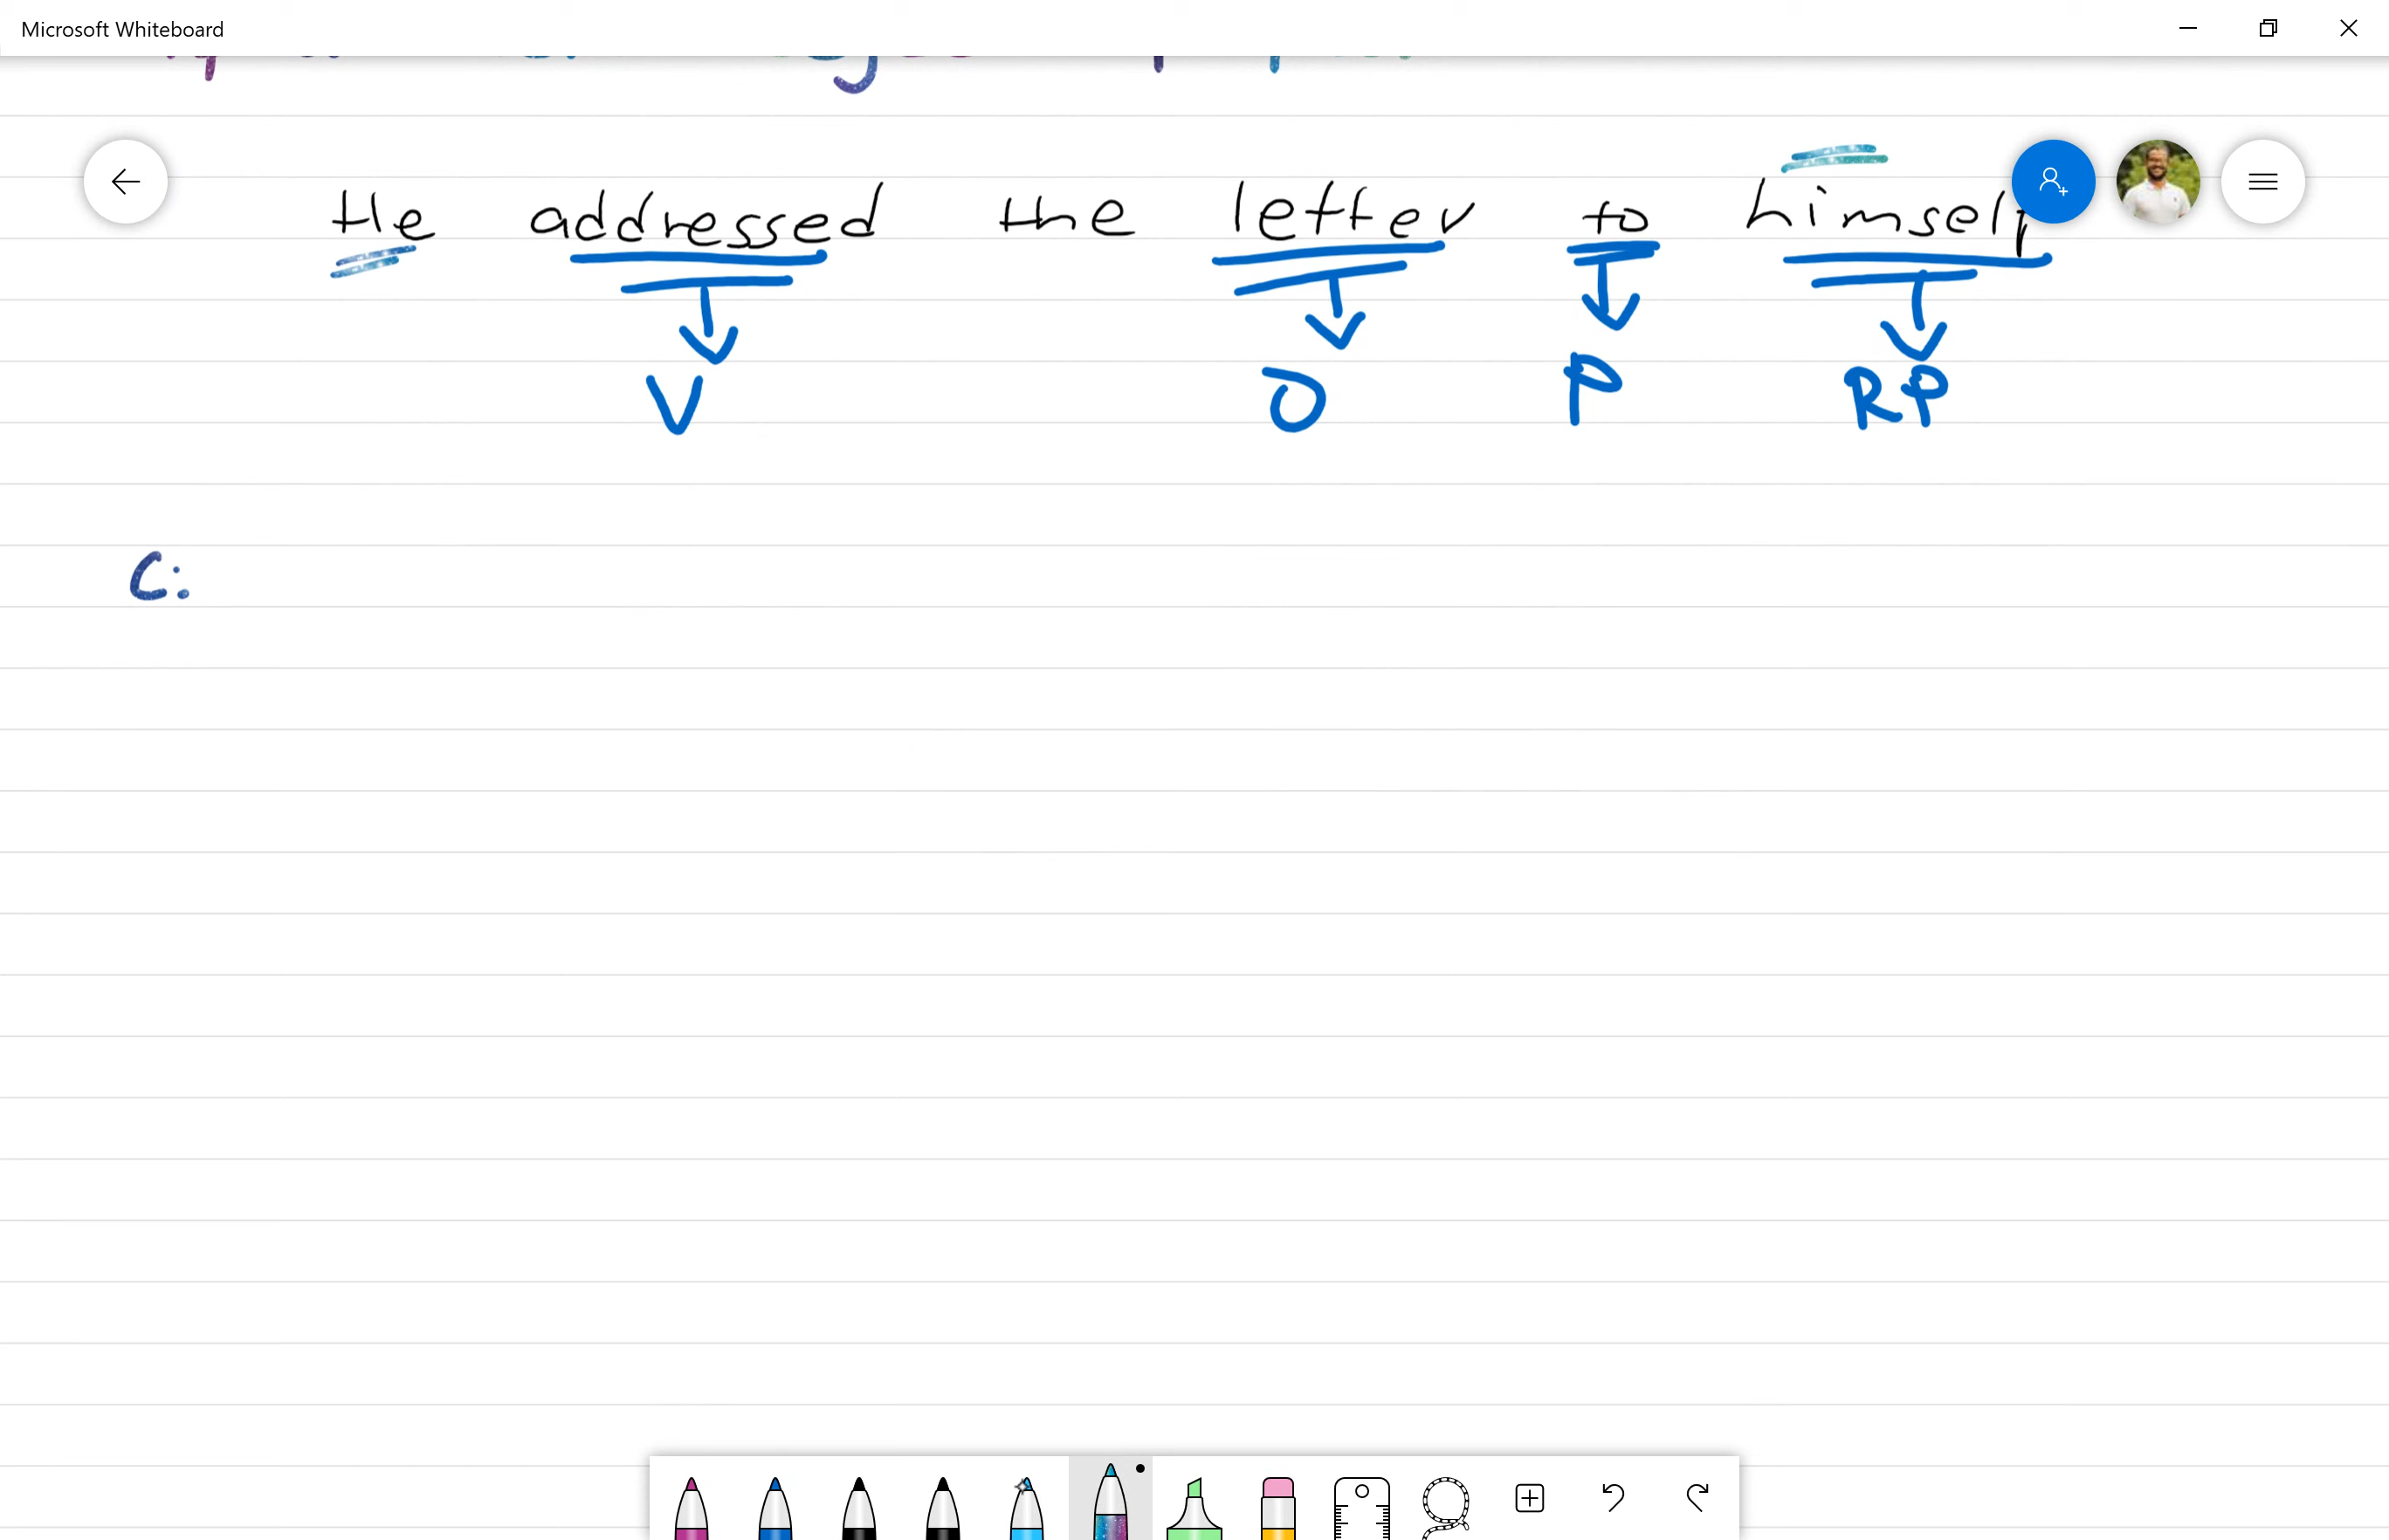 Microsoft Whiteboard
He addressed the letter to himself
V O P RP
C: